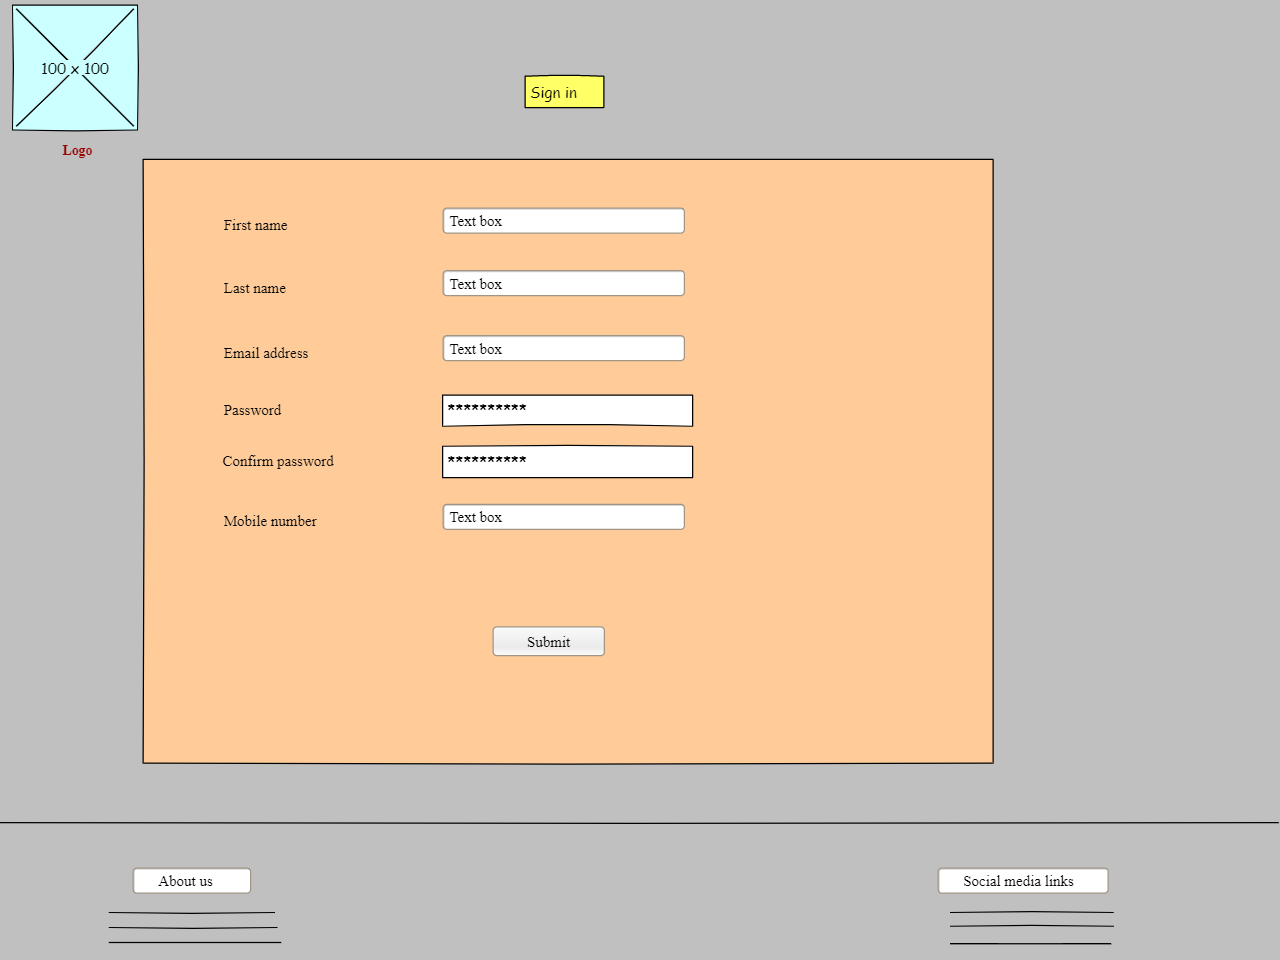 100 × 100
Sign in
Logo
First name
Text box
Last name
Text box
Email address
Text box
Password
**********
Confirm password
**********
Mobile number
Text box
Submit
About us
Social media links